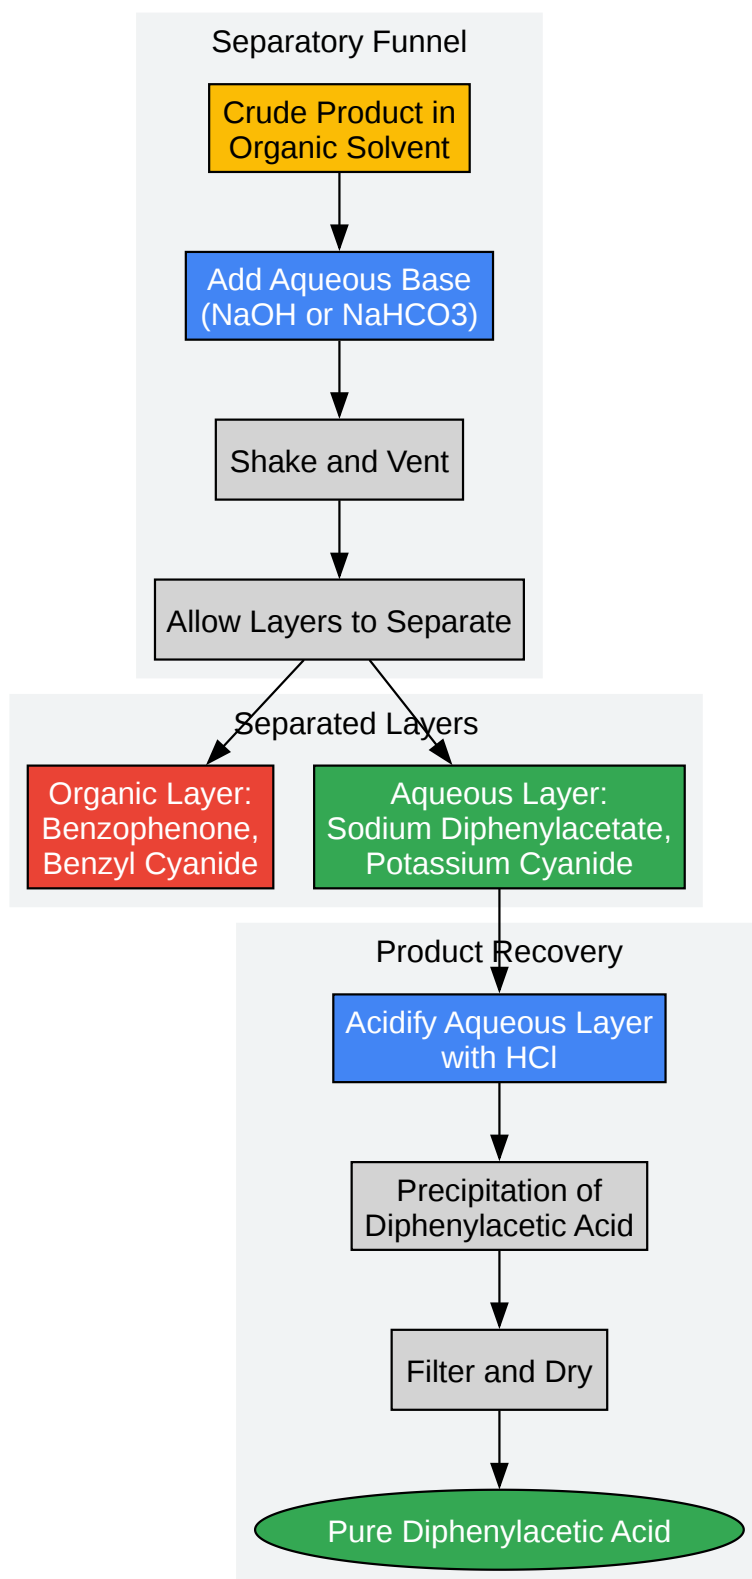 Separatory Funnel
Crude Product in
Organic Solvent
Add Aqueous Base
(NaOH or NaHCO3)
Shake and Vent
Allow Layers to Separate
Separated Layers
Organic Layer:
Benzophenone,
Benzyl Cyanide
Aqueous Layer:
Sodium Diphenylacetate,
Potassium Cyanide
Product Recovery
Acidify Aqueous Layer
with HCl
Precipitation of
Diphenylacetic Acid
Filter and Dry
Pure Diphenylacetic Acid